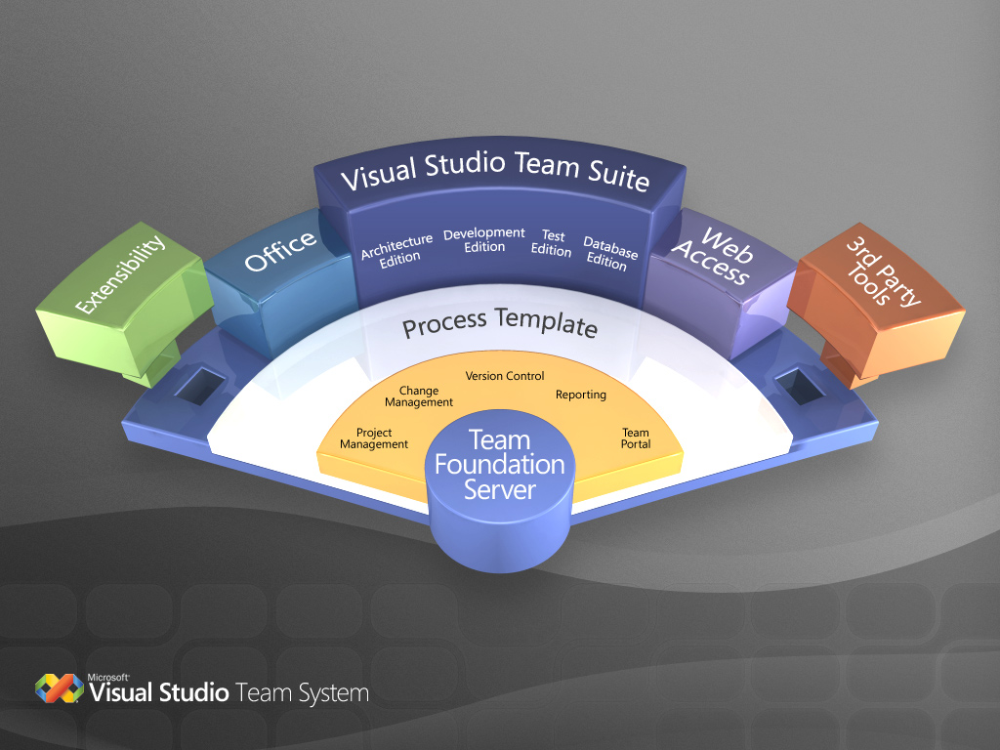 Visual Studio Team Suite
Architecture
Edition
Development
Edition
Test
Edition
Database
Edition
Extensibility
Office
Web
Access
3rd Party
Tools
Process Template
Version Control
Change
Management
Reporting
Project
Management
Team
Portal
Team
Foundation
Server
Microsoft®
Visual Studio Team System